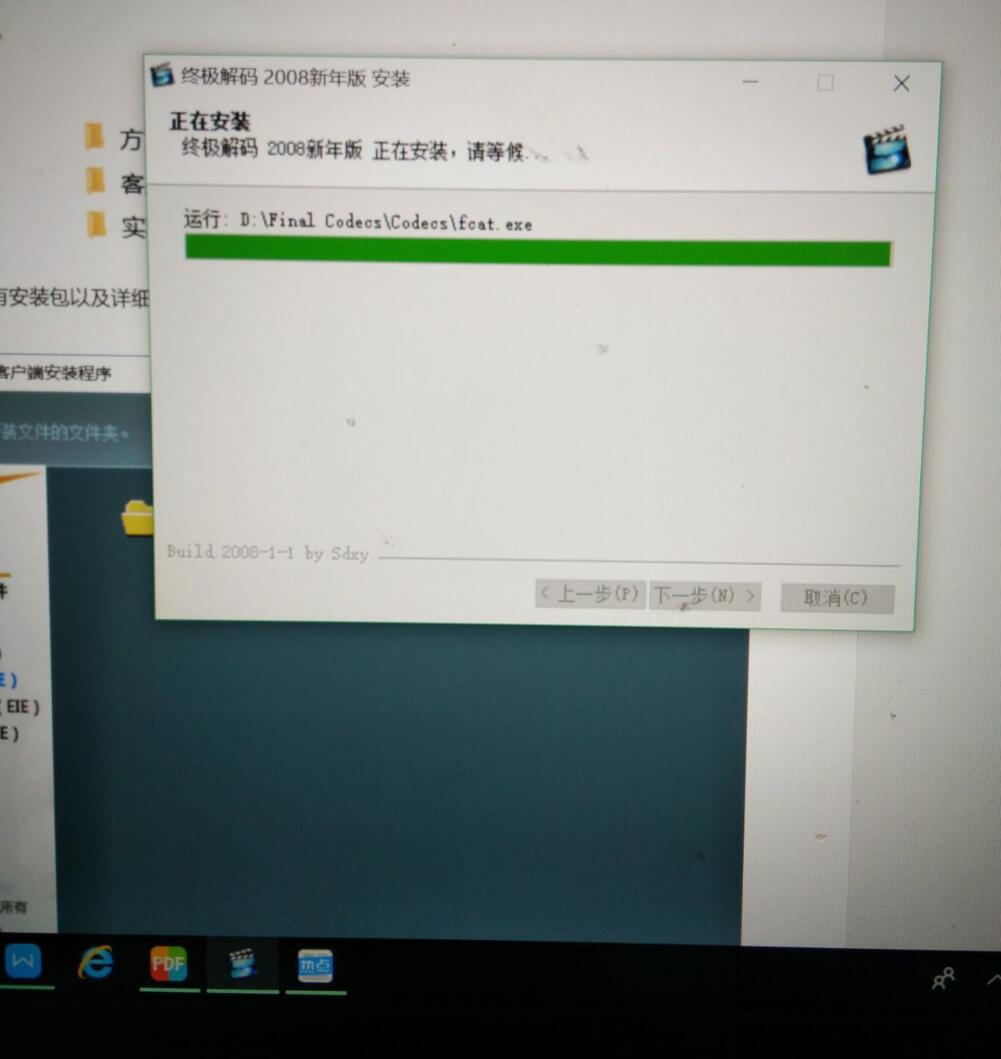 终极解码 2008新年版 安装
正在安装
终极解码 2008新年版 正在安装，请等候...
方
客
实
运行: D:\Final Codecs\Codecs\fcat.exe
有安装包以及详细
客户端安装程序
装文件的文件夹。
Build 2008-1-1 by Sdxy
< 上一步(P)
下一步(N) >
取消(C)
件
)
E)
(EIE)
E)
所有
W
PDF
热点